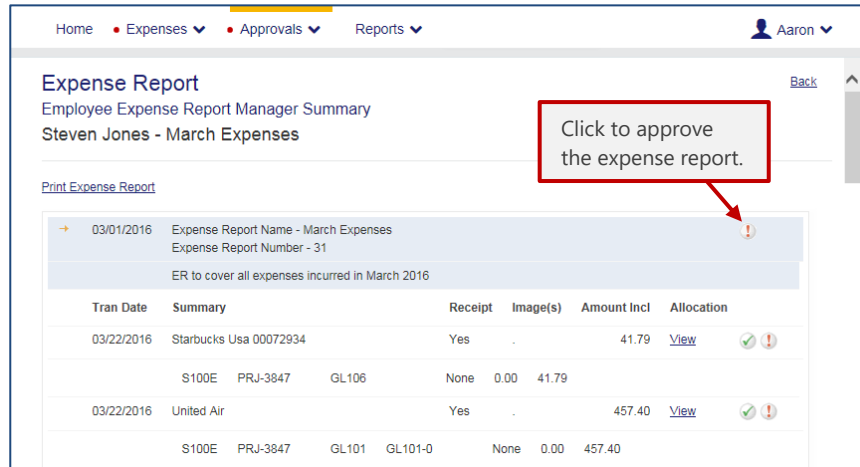 Home Expenses Approvals Reports Aaron
Expense Report
Back
Employee Expense Report Manager Summary
Steven Jones - March Expenses
Click to approve
the expense report.
Print Expense Report
03/01/2016 Expense Report Name - March Expenses
Expense Report Number - 31
ER to cover all expenses incurred in March 2016
Tran Date Summary Receipt Image(s) Amount Incl Allocation
03/22/2016 Starbucks Usa 00072934 Yes . 41.79 View
S100E PRJ-3847 GL106 None 0.00 41.79
03/22/2016 United Air Yes . 457.40 View
S100E PRJ-3847 GL101 GL101-0 None 0.00 457.40